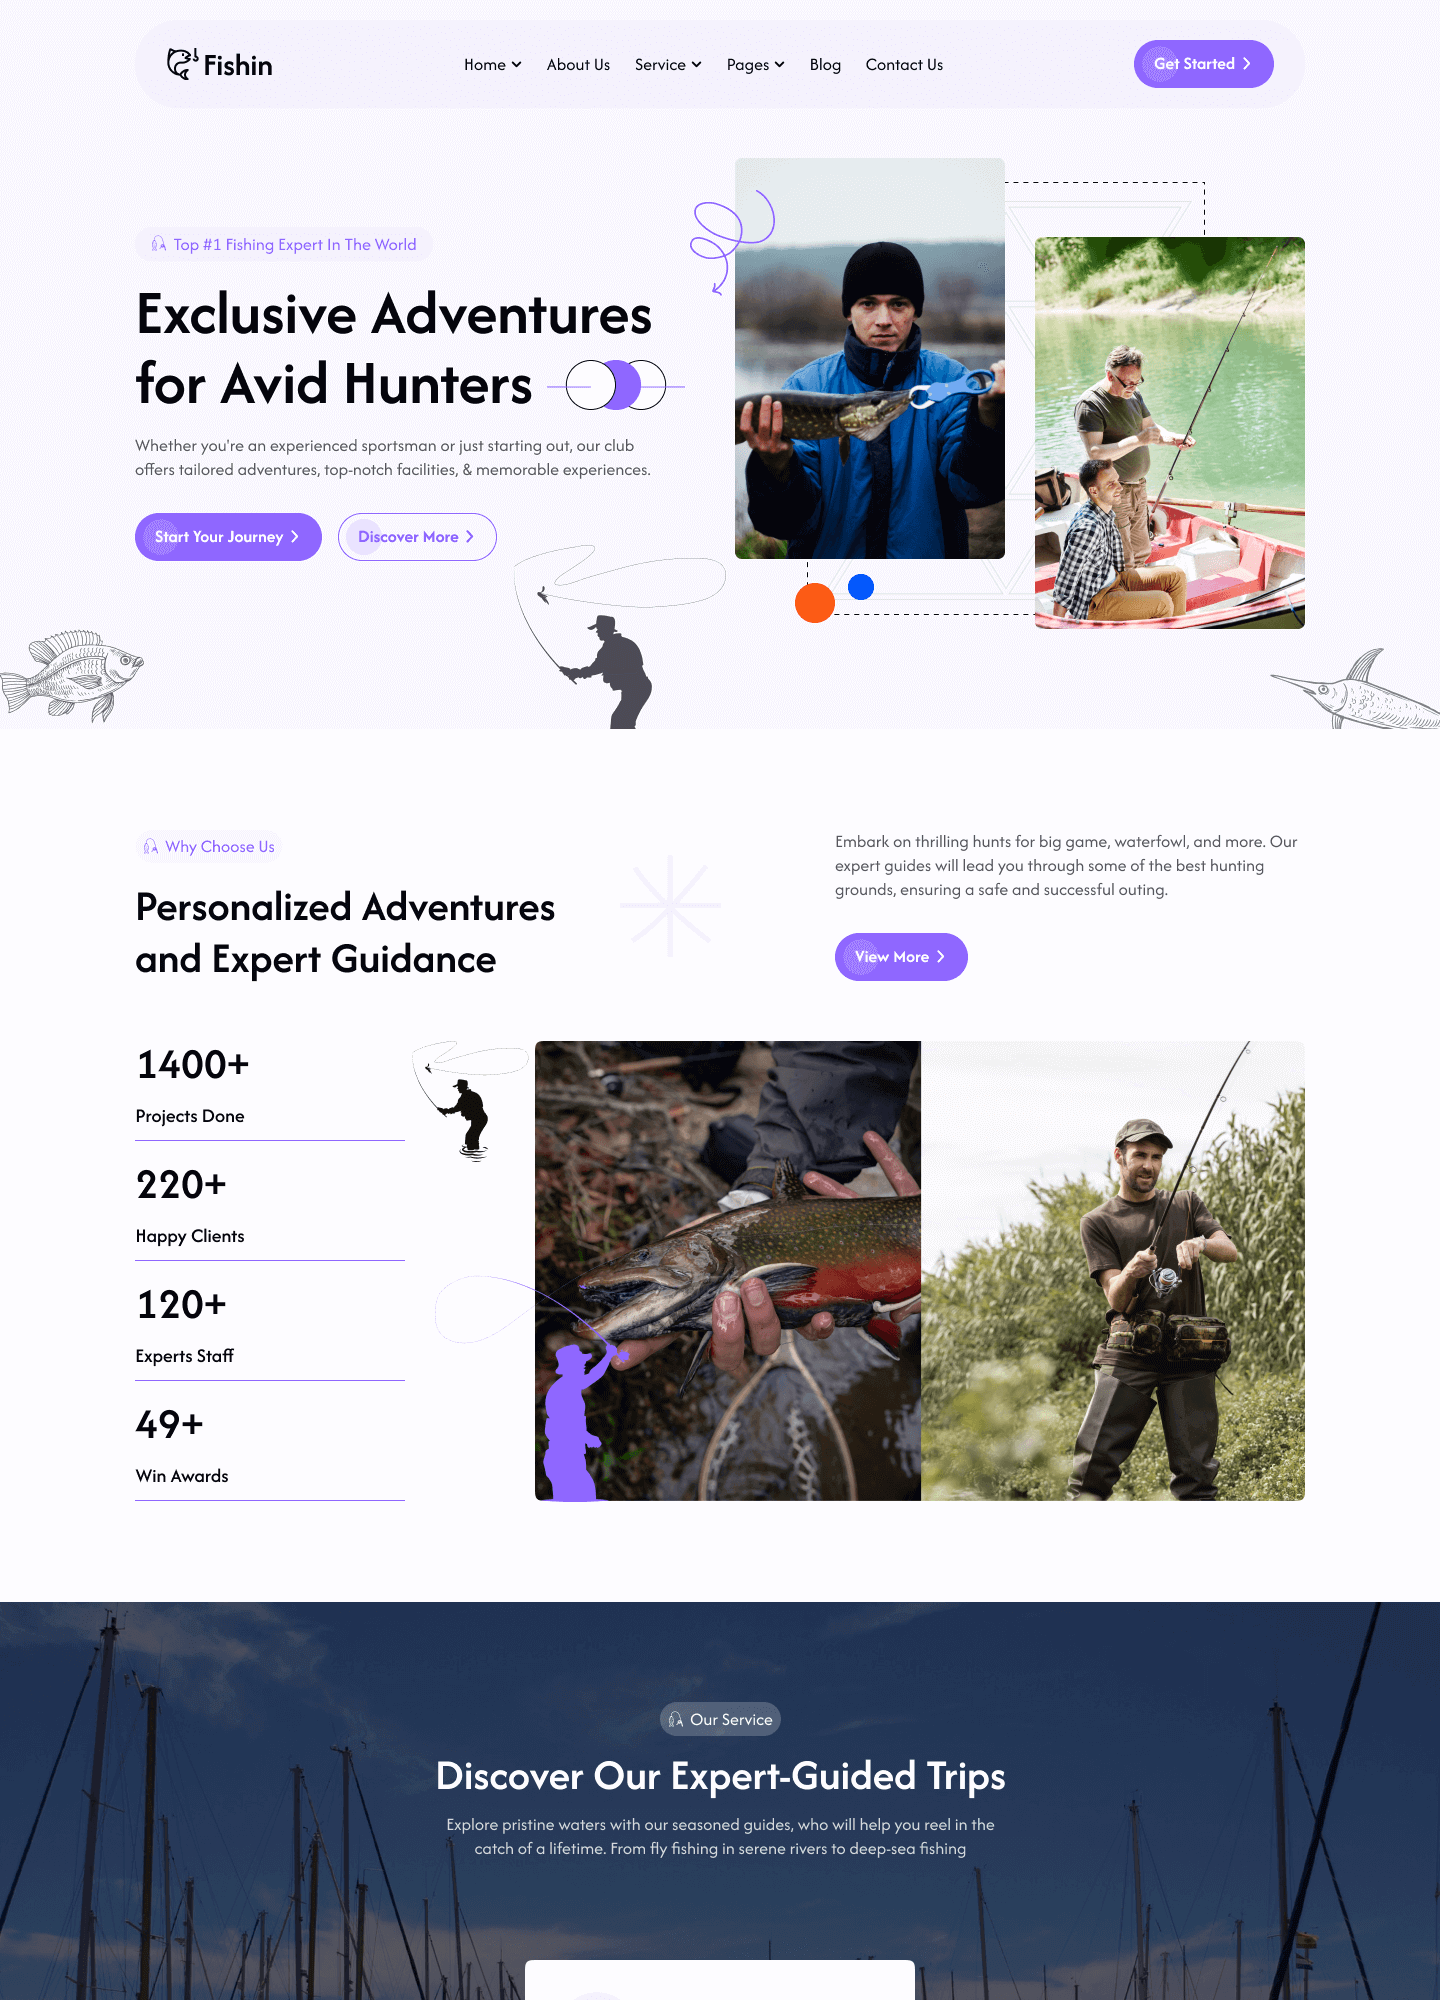 Fishin
Home
About Us
Service
Pages
Blog
Contact Us
Get Started
Top #1 Fishing Expert In The World
Exclusive Adventures
for Avid Hunters
Whether you're an experienced sportsman or just starting out, our club
offers tailored adventures, top-notch facilities, & memorable experiences.
Start Your Journey
Discover More
Why Choose Us
Personalized Adventures
and Expert Guidance
Embark on thrilling hunts for big game, waterfowl, and more. Our
expert guides will lead you through some of the best hunting
grounds, ensuring a safe and successful outing.
View More
1400+
Projects Done
220+
Happy Clients
120+
Experts Staff
49+
Win Awards
Our Service
Discover Our Expert-Guided Trips
Explore pristine waters with our seasoned guides, who will help you reel in the
catch of a lifetime. From fly fishing in serene rivers to deep-sea fishing